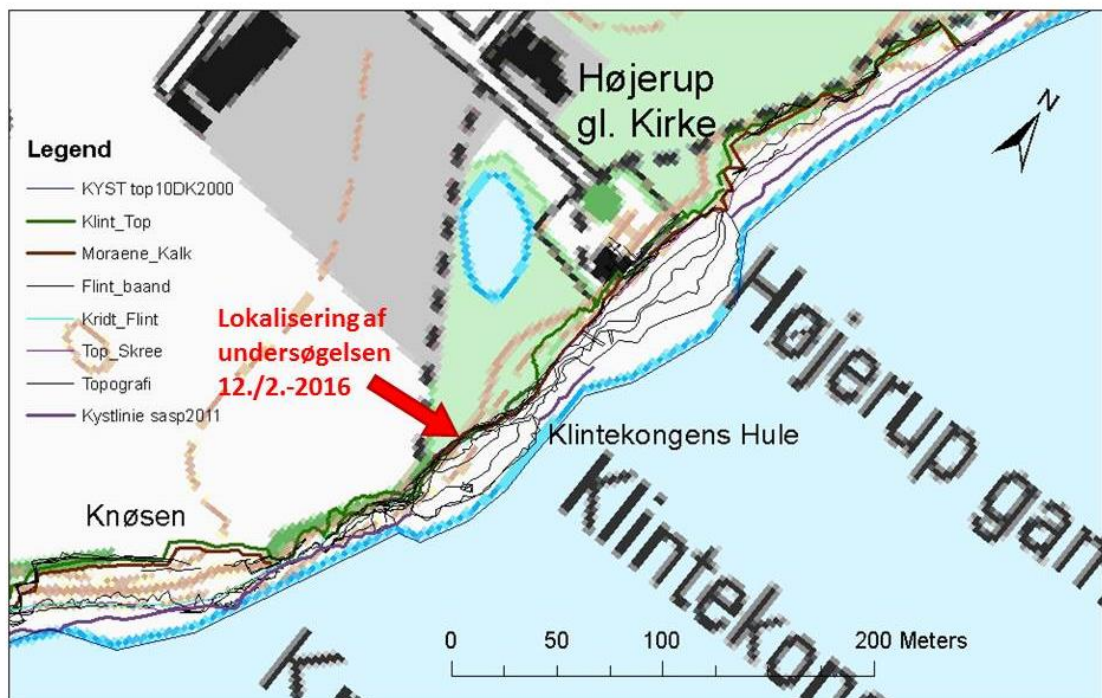 Højerup
gl. Kirke
N
Legend
KYST top10DK2000
Klint_Top
Moraene_Kalk
Flint_baand
Kridt_Flint
Top_Skree
Topografi
Kystlinie sasp2011
Lokalisering af
undersøgelsen
12./2.-2016
Klintekongens Hule
Knøsen
Højerup gam
Klintekon
0 50 100 200 Meters